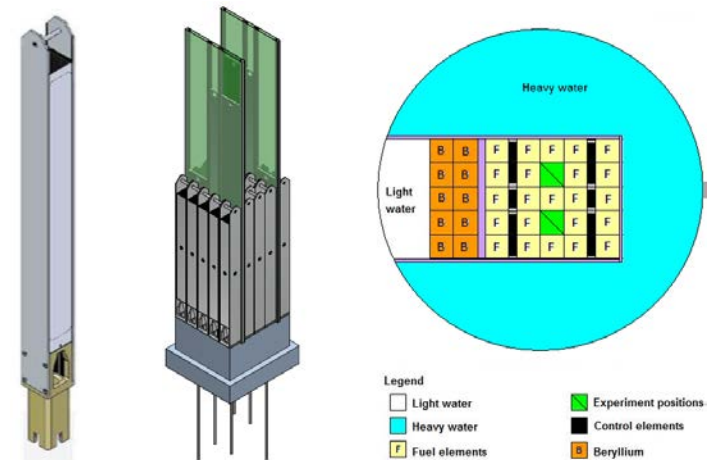 Heavy water
B B F F F F F
B B F F F
Light
water
B B F F F F F
B B F F F
B B F F F F F
Legend
Light water
Experiment positions
Heavy water
Control elements
F Fuel elements
B Beryllium